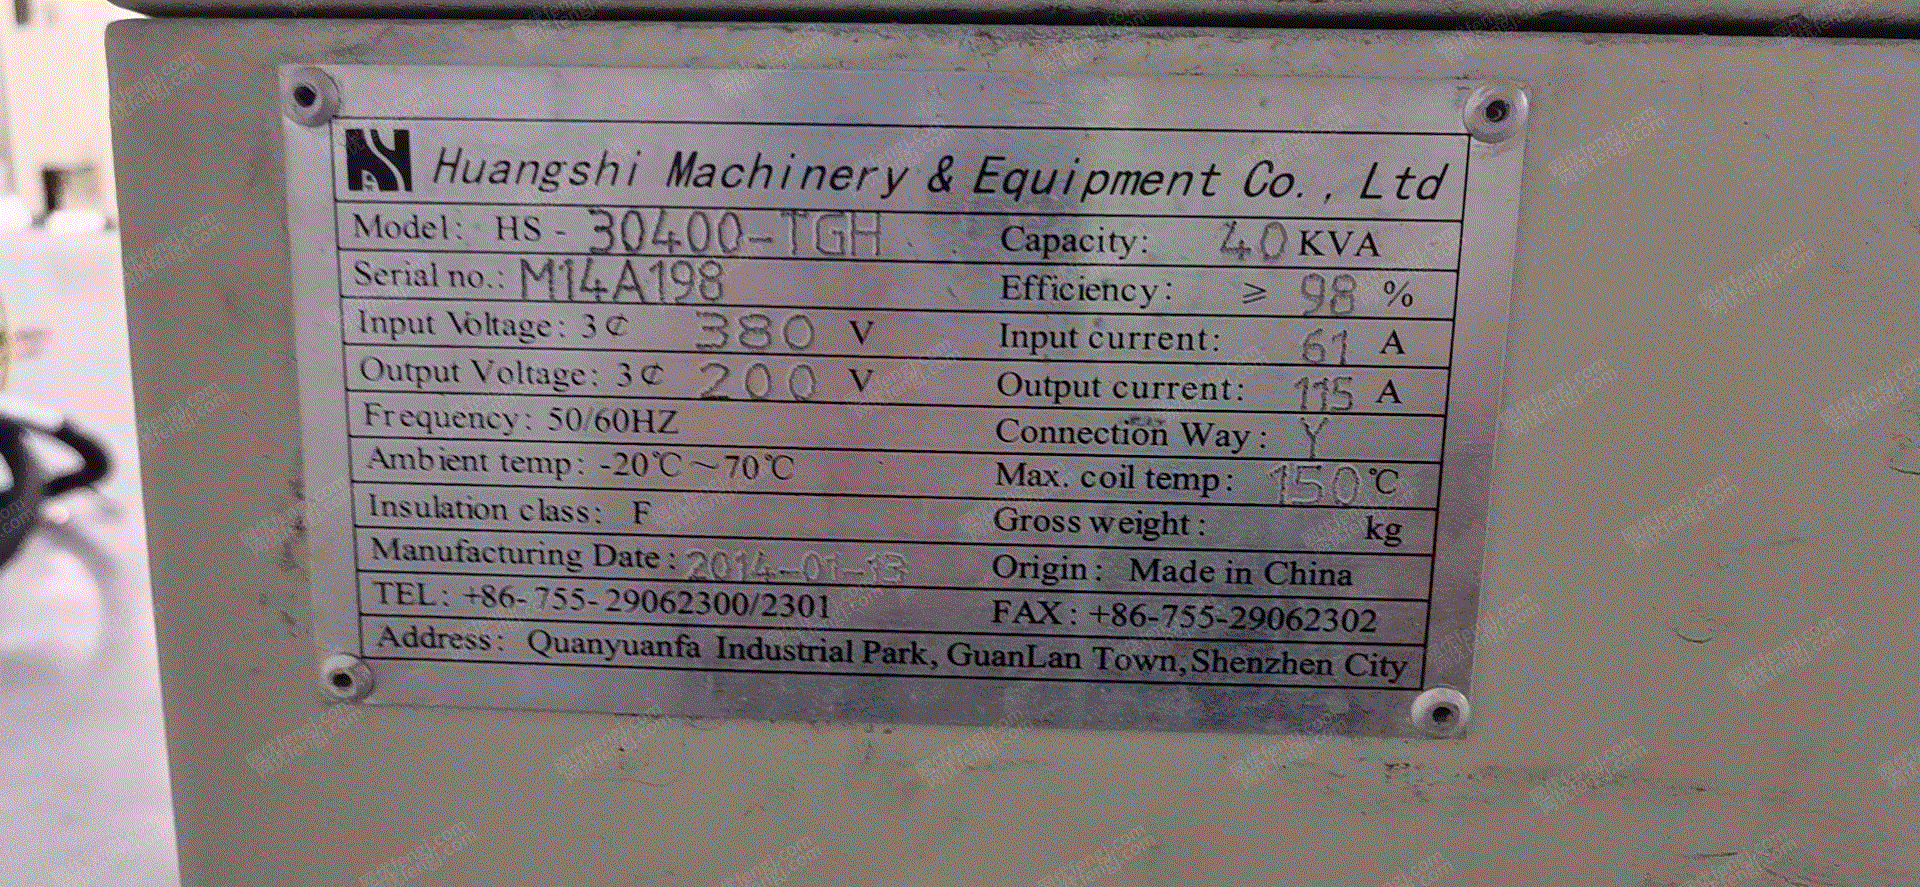 Huangshi Machinery & Equipment Co., Ltd
Model: HS - 30400-TGH Capacity: 40 KVA
Serial no.: M14A198 Efficiency: ≥ 98 %
Input Voltage: 3¢ 380 V Input current: 61 A
Output Voltage: 3¢ 200 V Output current: 115 A
Frequency: 50/60HZ Connection Way: Y
Ambient temp: -20℃~70℃ Max. coil temp: 150℃
Insulation class: F Gross weight: kg
Manufacturing Date: 2014-01-13 Origin: Made in China
TEL: +86-755-29062300/2301 FAX: +86-755-29062302
Address: Quanyuanfa Industrial Park, GuanLan Town, Shenzhen City